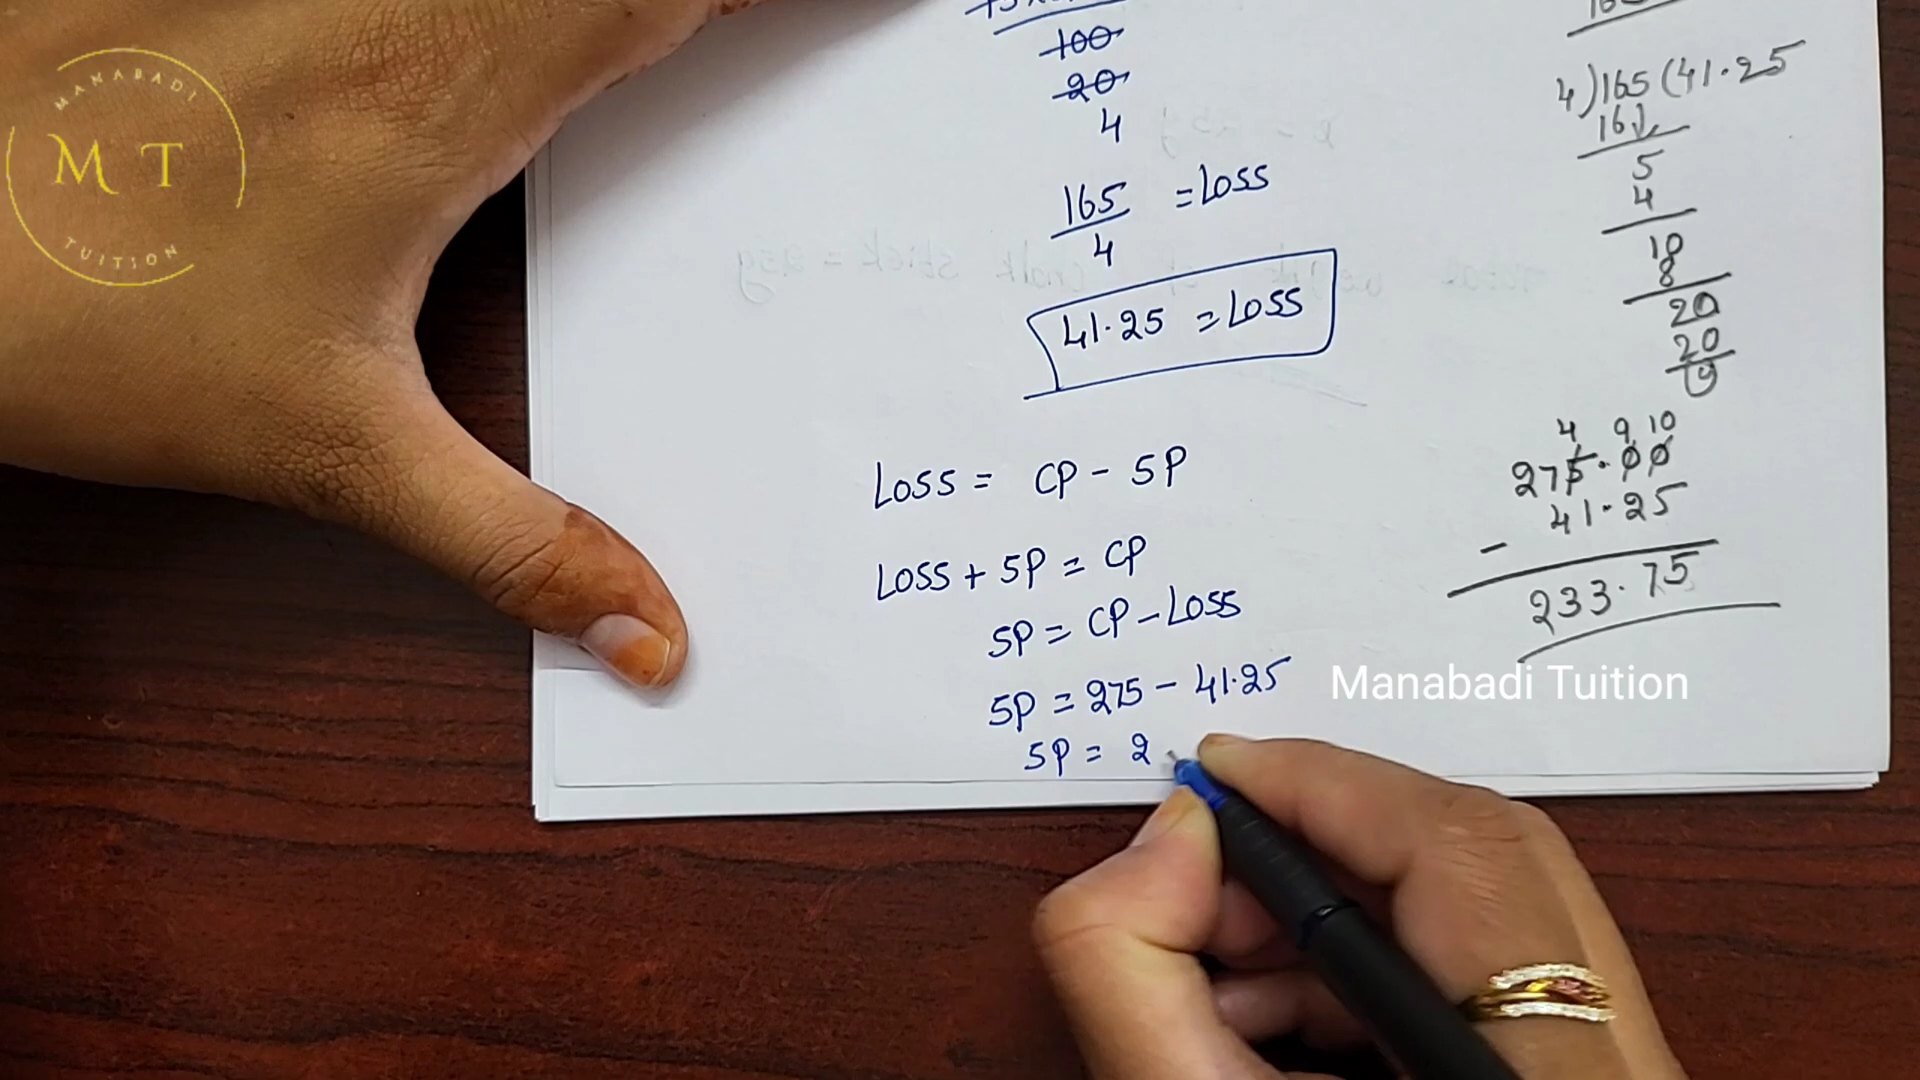 MANABADI
M T
TUITION
100
20
4
165 = Loss
4
41.25 = Loss
Loss = CP - SP
Loss + SP = CP
SP = CP - Loss
SP = 275 - 41.25
SP = 2
4)165(41.25
16
5
4
10
8
20
20
0
4 9 10
275.00
- 41.25
233.75
Manabadi Tuition